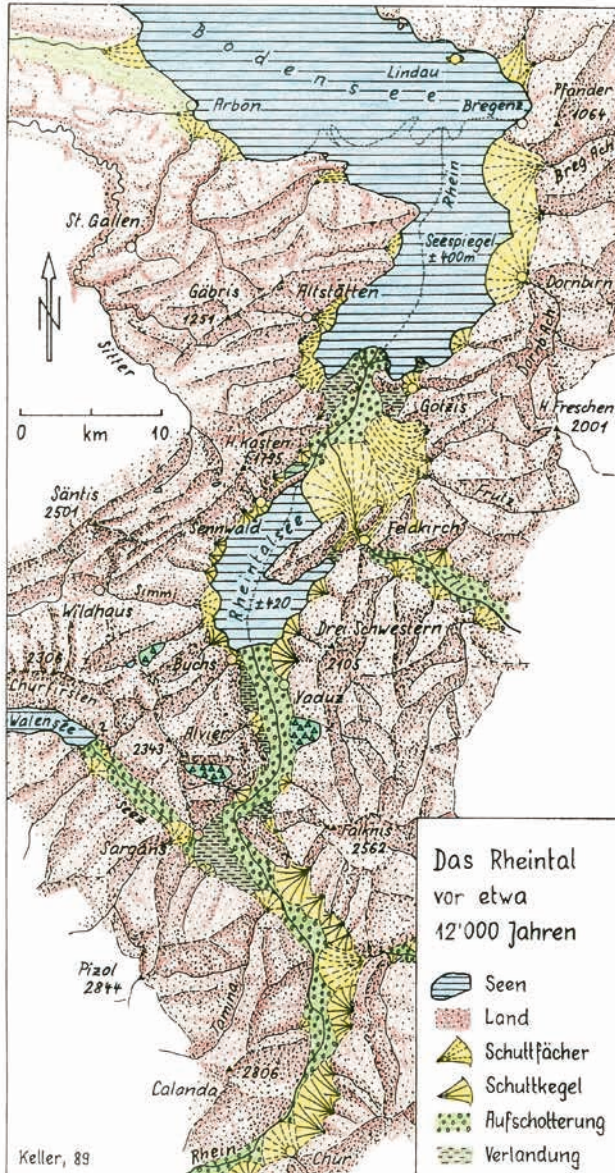 Bodensee
Lindau
Bregenz
Pfänder
1064
Arbon
Breg Ach
Rhein
St. Gallen
Seespiegel
± 400m
Gäbris
1251
Altstätten
Dornbirn
N
Sitter
Dornb Ach
0 km 10
Götzis
H. Freschen
2001
H. Kasten
1795
Säntis
2501
Frutz
Sennwald
Feldkirch
Rheintalsee
± 420
Simm
Wildhaus
Drei Schwestern
2105
2306
Churfirsten
Buchs
Vaduz
Walensee
2343
Alvier
Seez
Sargans
Falknis
2562
Pizol
2844
Tamina
2806
Calanda
Rhein
Chur
Keller, 89
Das Rheintal
vor etwa
12'000 Jahren
Seen
Land
Schuttfächer
Schuttkegel
Aufschotterung
Verlandung